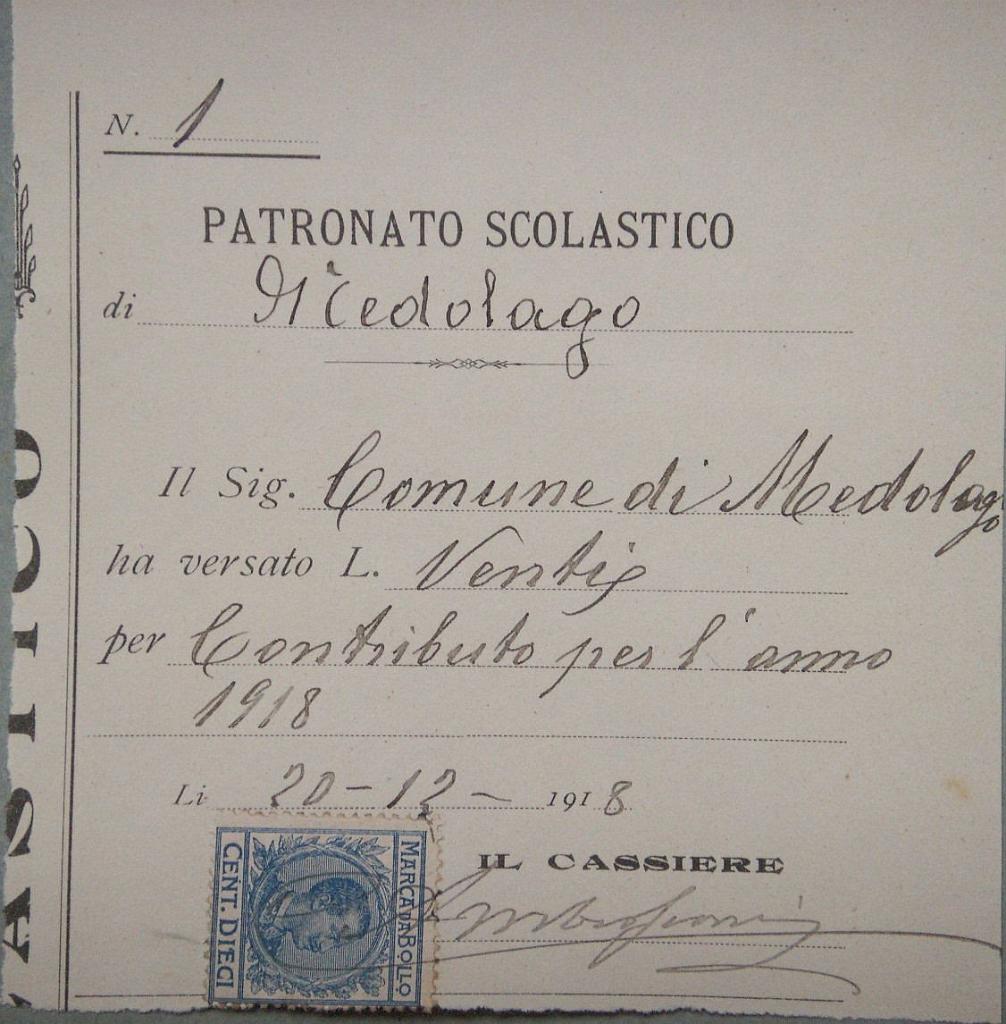 N. 1
PATRONATO SCOLASTICO
di Medolago
Il Sig. Comune di Medolago
ha versato L. Venti
per Contributo per l'anno
1918
Li 20-12- 1918
IL CASSIERE
MARCA DA BOLLO
CENT. DIECI
ASTICO